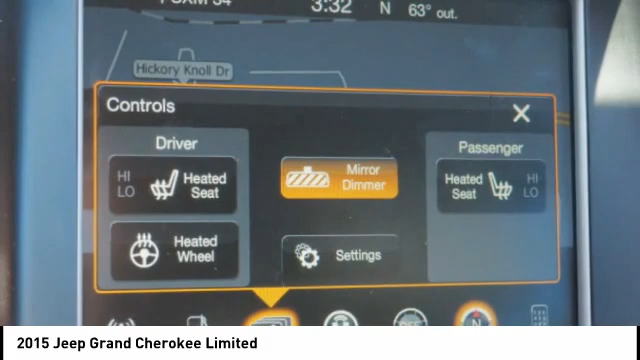 3:32 N 63° out.
Hickory Knoll Dr
Controls
Driver
Passenger
HI
LO
Heated
Seat
Mirror
Dimmer
Heated
Seat
HI
LO
Heated
Wheel
Settings
N
2015 Jeep Grand Cherokee Limited